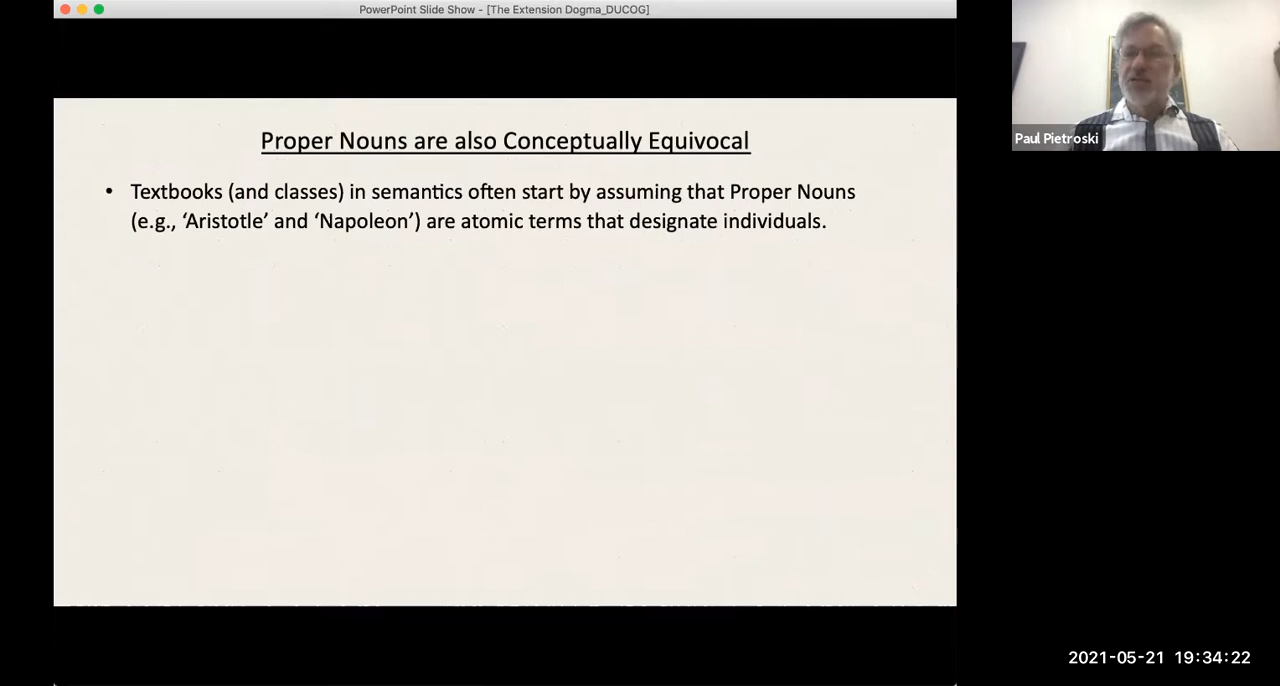 PowerPoint Slide Show - [The Extension Dogma_DUCOG]
Proper Nouns are also Conceptually Equivocal
• Textbooks (and classes) in semantics often start by assuming that Proper Nouns
(e.g., ‘Aristotle’ and ‘Napoleon’) are atomic terms that designate individuals.
Paul Pietroski
2021-05-21 19:34:22